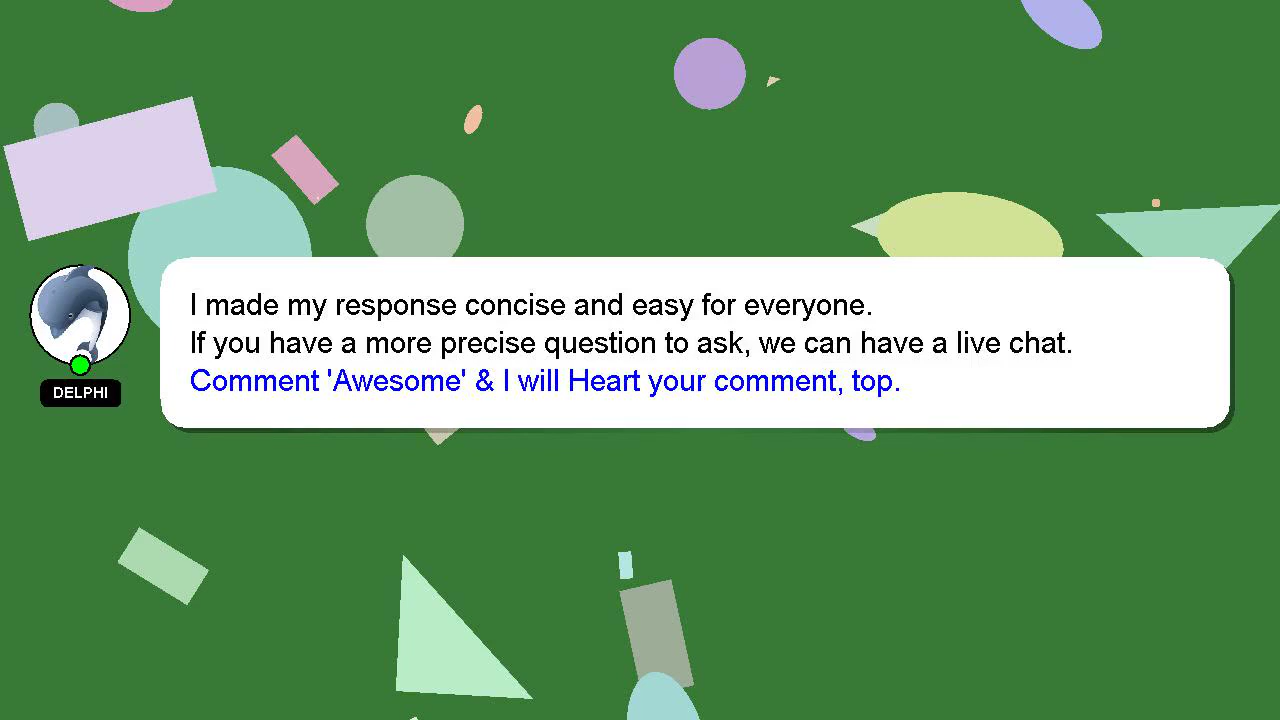 I made my response concise and easy for everyone.
If you have a more precise question to ask, we can have a live chat.
Comment 'Awesome' & I will Heart your comment, top.
DELPHI